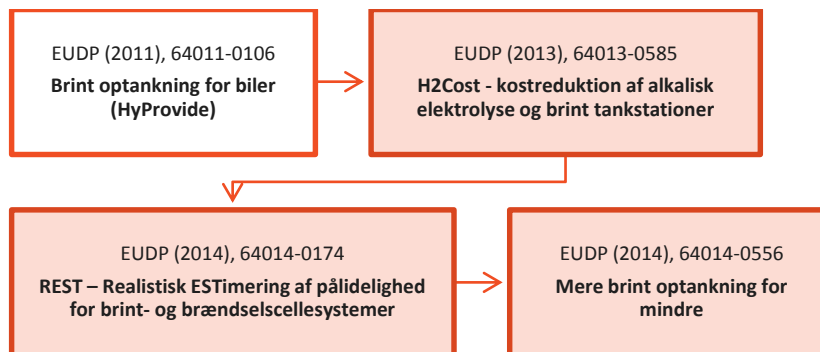 EUDP (2011), 64011-0106
Brint optankning for biler
(HyProvide)
EUDP (2013), 64013-0585
H2Cost - kostreduktion af alkalisk
elektrolyse og brint tankstationer
EUDP (2014), 64014-0174
REST – Realistisk ESTimering af pålidelighed
for brint- og brændselscellesystemer
EUDP (2014), 64014-0556
Mere brint optankning for
mindre